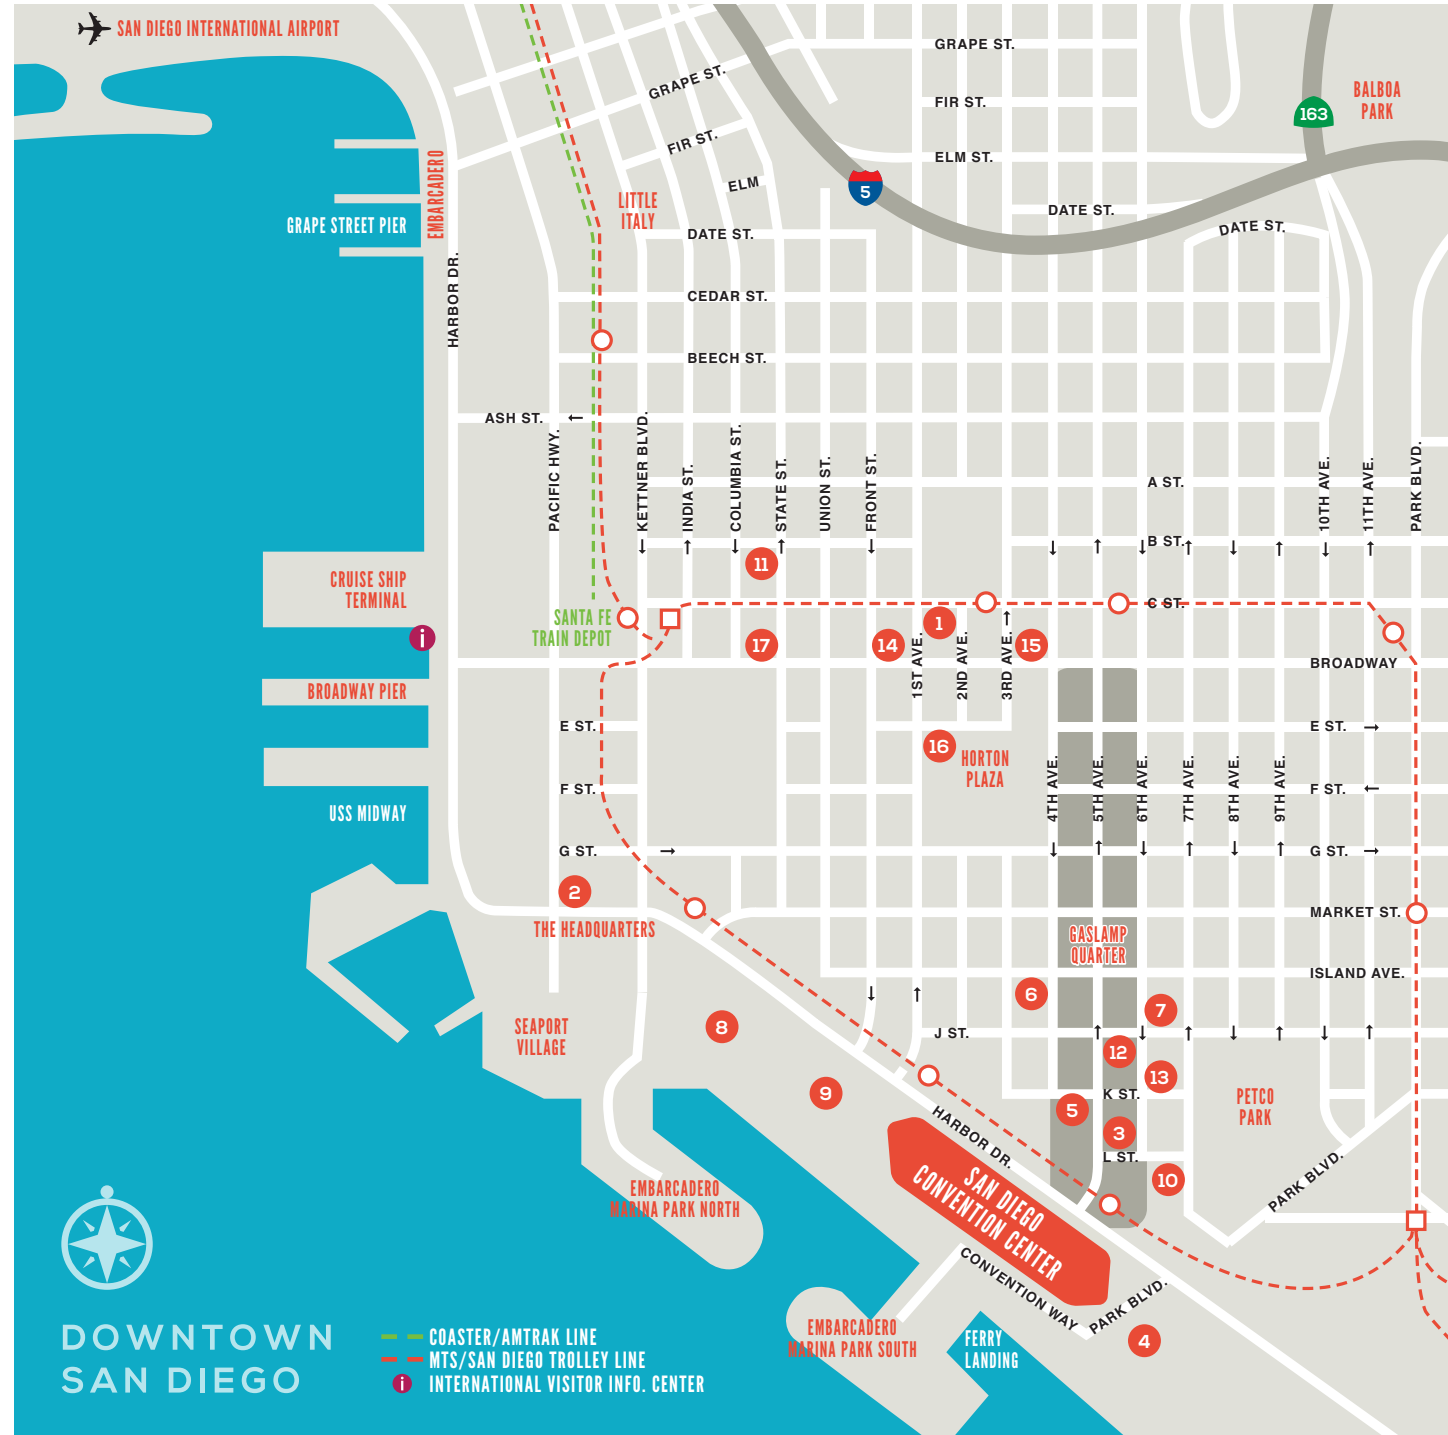 SAN DIEGO INTERNATIONAL AIRPORT
GRAPE ST.
GRAPE ST.
FIR ST.
FIR ST.
ELM ST.
ELM
163
BALBOA
PARK
5
EMBARCADERO
GRAPE STREET PIER
LITTLE
ITALY
DATE ST.
DATE ST.
DATE ST.
HARBOR DR.
CEDAR ST.
BEECH ST.
ASH ST.
PACIFIC HWY.
KETTNER BLVD.
INDIA ST.
COLUMBIA ST.
STATE ST.
UNION ST.
FRONT ST.
A ST.
10TH AVE.
11TH AVE.
PARK BLVD.
B ST.
11
CRUISE SHIP
TERMINAL
C ST.
SANTA FE
TRAIN DEPOT
i
17
14
1
15
1ST AVE.
2ND AVE.
3RD AVE.
BROADWAY
BROADWAY PIER
E ST.
E ST.
16
HORTON
PLAZA
4TH AVE.
5TH AVE.
6TH AVE.
7TH AVE.
8TH AVE.
9TH AVE.
F ST.
F ST.
USS MIDWAY
G ST.
G ST.
2
THE HEADQUARTERS
MARKET ST.
GASLAMP
QUARTER
ISLAND AVE.
6
7
SEAPORT
VILLAGE
8
J ST.
12
13
9
5
K ST.
PETCO
PARK
3
HARBOR DR.
L ST.
10
PARK BLVD.
SAN DIEGO
CONVENTION CENTER
EMBARCADERO
MARINA PARK NORTH
CONVENTION WAY
PARK BLVD.
EMBARCADERO
MARINA PARK SOUTH
FERRY
LANDING
4
DOWNTOWN
SAN DIEGO
COASTER/AMTRAK LINE
MTS/SAN DIEGO TROLLEY LINE
i INTERNATIONAL VISITOR INFO. CENTER